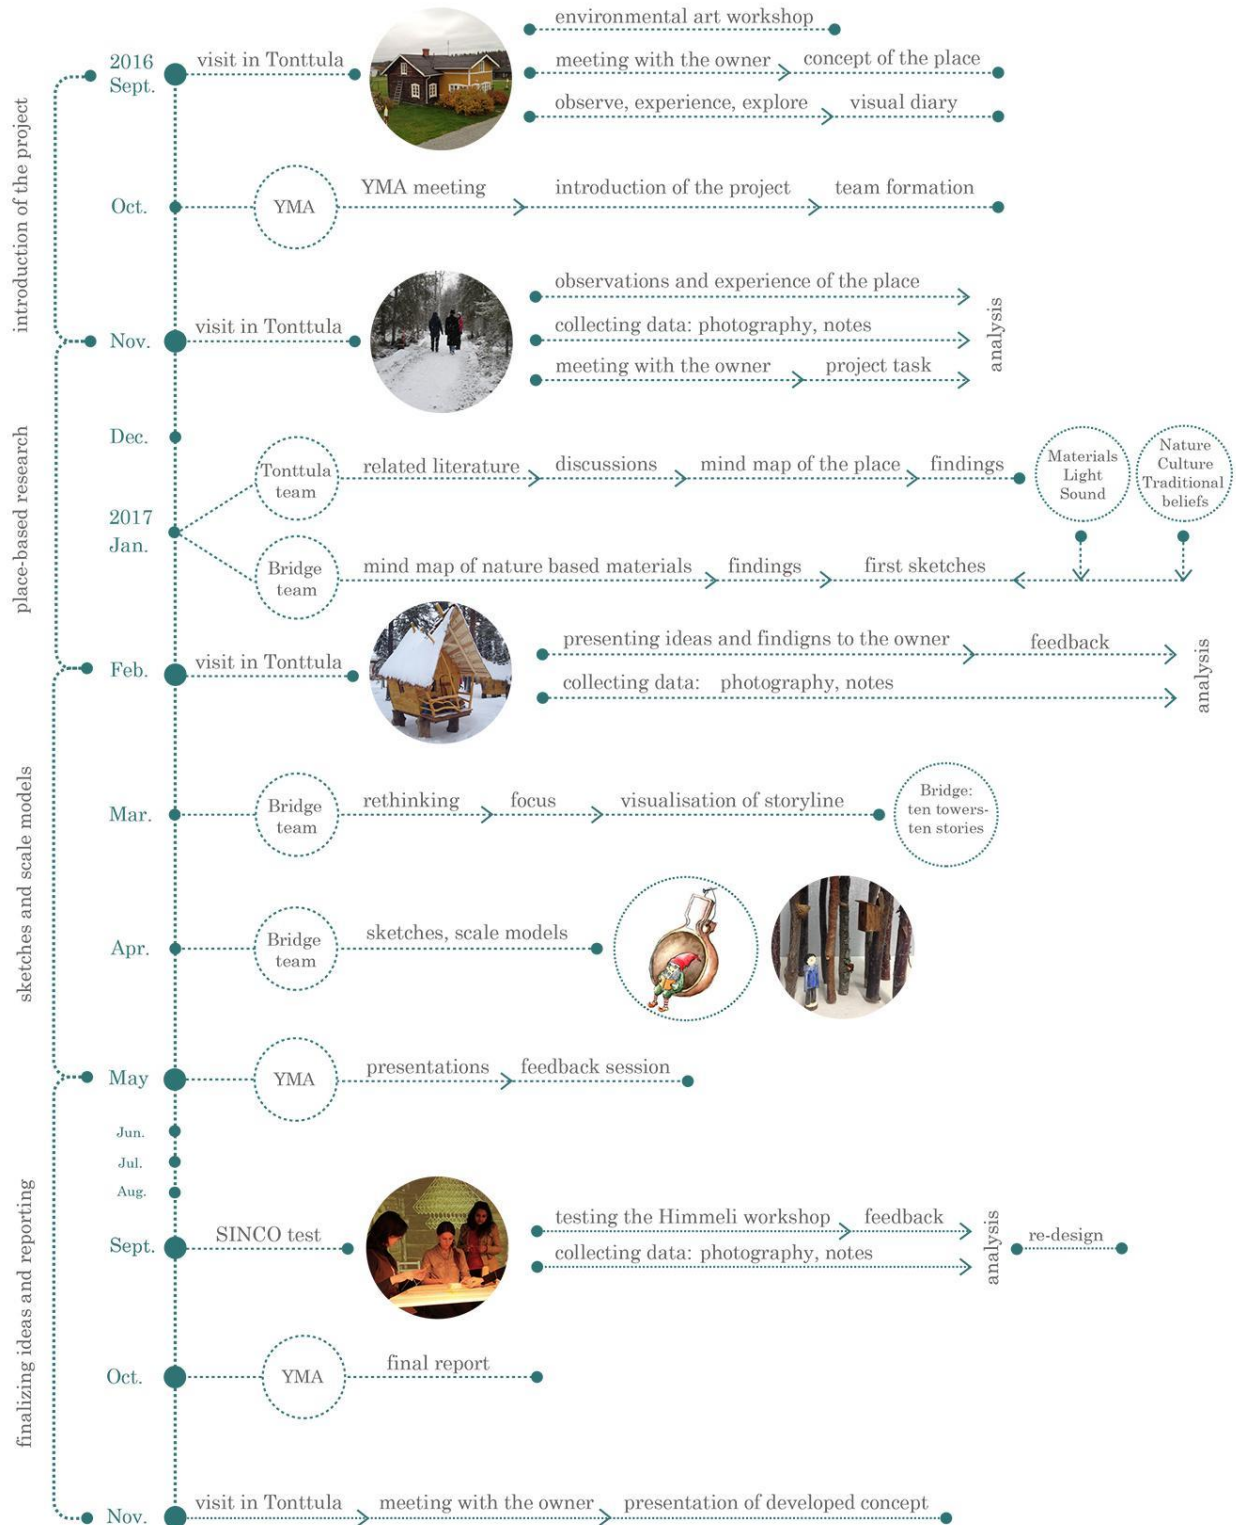 introduction of the project
place-based research
sketches and scale models
finalizing ideas and reporting
2016
Sept.
visit in Tonttula
environmental art workshop
meeting with the owner
concept of the place
observe, experience, explore
visual diary
Oct.
YMA
YMA meeting
introduction of the project
team formation
Nov.
visit in Tonttula
observations and experience of the place
collecting data: photography, notes
meeting with the owner
project task
analysis
Dec.
2017
Jan.
Tonttula
team
related literature
discussions
mind map of the place
findings
Materials
Light
Sound
Nature
Culture
Traditional
beliefs
Bridge
team
mind map of nature based materials
findings
first sketches
Feb.
visit in Tonttula
presenting ideas and findigns to the owner
feedback
collecting data: photography, notes
analysis
Mar.
Bridge
team
rethinking
focus
visualisation of storyline
Bridge:
ten towers-
ten stories
Apr.
Bridge
team
sketches, scale models
May
YMA
presentations
feedback session
Jun.
Jul.
Aug.
Sept.
SINCO test
testing the Himmeli workshop
feedback
collecting data: photography, notes
analysis
re-design
Oct.
YMA
final report
Nov.
visit in Tonttula
meeting with the owner
presentation of developed concept